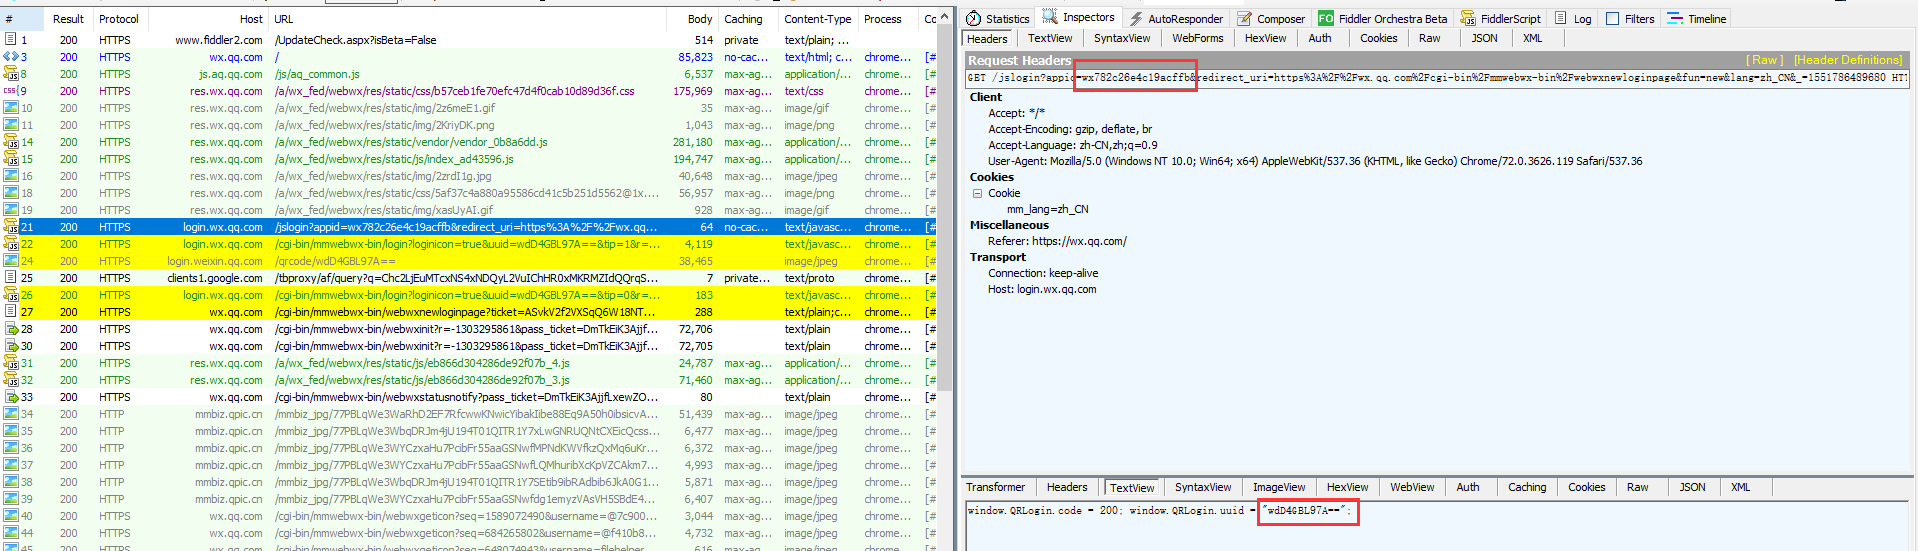 # Result Protocol Host URL Body Caching Content-Type Process Co
1 200 HTTPS www.fiddler2.com /UpdateCheck.aspx?isBeta=False 514 private text/plain; ... 
3 200 HTTPS wx.qq.com / 85,823 no-cac... text/html; c... chrome... [#
8 200 HTTPS js.aq.qq.com /js/aq_common.js 6,537 max-ag... application/... chrome... [#
9 200 HTTPS res.wx.qq.com /a/wx_fed/webwx/res/static/css/b57ceb1fe70efc47d4f0cab10d89d36f.css 175,969 max-ag... text/css chrome... [#
10 200 HTTPS res.wx.qq.com /a/wx_fed/webwx/res/static/img/2z6meE1.gif 35 max-ag... image/gif chrome... [#
11 200 HTTPS res.wx.qq.com /a/wx_fed/webwx/res/static/img/2KriyDK.png 1,043 max-ag... image/png chrome... [#
14 200 HTTPS res.wx.qq.com /a/wx_fed/webwx/res/static/vendor/vendor_0b8a6dd.js 281,180 max-ag... application/... chrome... [#
15 200 HTTPS res.wx.qq.com /a/wx_fed/webwx/res/static/js/index_ad43596.js 194,747 max-ag... application/... chrome... [#
16 200 HTTPS res.wx.qq.com /a/wx_fed/webwx/res/static/img/2zrdI1g.jpg 40,648 max-ag... image/jpeg chrome... [#
18 200 HTTPS res.wx.qq.com /a/wx_fed/webwx/res/static/css/5af37c4a880a95586cd41c5b251d5562@1x.... 56,957 max-ag... image/png chrome... [#
19 200 HTTPS res.wx.qq.com /a/wx_fed/webwx/res/static/img/xasUyAI.gif 928 max-ag... image/gif chrome... [#
21 200 HTTPS login.wx.qq.com /jslogin?appid=wx782c26e4c19acffb&redirect_uri=https%3A%2F%2Fwx.qq... 64 no-cac... text/javasc... chrome... [#
22 200 HTTPS login.wx.qq.com /cgi-bin/mmwebwx-bin/login?loginicon=true&uuid=wdD4GBL97A==&tip=1&r=... 4,119 text/javasc... chrome... [#
24 200 HTTPS login.weixin.qq.com /qrcode/wdD4GBL97A== 38,465 image/jpeg chrome... [#
25 200 HTTPS clients1.google.com /tbproxy/af/query?q=Chc2LjEuMTcxNS4xNDQyL2VuIChHR0xMKRMZIdQQrqS... 7 private... text/proto chrome... [#
26 200 HTTPS login.wx.qq.com /cgi-bin/mmwebwx-bin/login?loginicon=true&uuid=wdD4GBL97A==&tip=0&r=... 183 text/javasc... chrome... [#
27 200 HTTPS wx.qq.com /cgi-bin/mmwebwx-bin/webwxnewloginpage?ticket=ASvkV2f2VXSqQ6W18NT... 288 text/plain;c... chrome... [#
28 200 HTTPS wx.qq.com /cgi-bin/mmwebwx-bin/webwxinit?r=-1303295861&pass_ticket=DmTkEiK3Ajjf... 72,706 text/plain chrome... [#
30 200 HTTPS wx.qq.com /cgi-bin/mmwebwx-bin/webwxinit?r=-1303295861&pass_ticket=DmTkEiK3Ajjf... 72,705 text/plain chrome... [#
31 200 HTTPS res.wx.qq.com /a/wx_fed/webwx/res/static/js/eb866d304286de92f07b_4.js 24,787 max-ag... application/... chrome... [#
32 200 HTTPS res.wx.qq.com /a/wx_fed/webwx/res/static/js/eb866d304286de92f07b_3.js 71,460 max-ag... application/... chrome... [#
33 200 HTTPS wx.qq.com /cgi-bin/mmwebwx-bin/webwxstatusnotify?pass_ticket=DmTkEiK3AjjfLxewZO... 80 text/plain chrome... [#
34 200 HTTP mmbiz.qpic.cn /mmbiz_jpg/77PBLqWe3WaRhD2EF7RfcwwKNwicYibakIibe88Eq9A50h0ibsicvA... 51,439 max-ag... image/jpeg chrome... [#
35 200 HTTP mmbiz.qpic.cn /mmbiz_jpg/77PBLqWe3WbqDRJm4jU194T01QITR1Y7xLwGNRUQNtCXEicQcss... 6,477 max-ag... image/jpeg chrome... [#
36 200 HTTP mmbiz.qpic.cn /mmbiz_jpg/77PBLqWe3WYCzxaHu7PcibFr55aaGSNwfMPNdKWVfkzQxMq6uKr... 6,372 max-ag... image/jpeg chrome... [#
37 200 HTTP mmbiz.qpic.cn /mmbiz_jpg/77PBLqWe3WYCzxaHu7PcibFr55aaGSNwfLQMhuribXcKpVZCAkm7... 4,993 max-ag... image/jpeg chrome... [#
38 200 HTTP mmbiz.qpic.cn /mmbiz_jpg/77PBLqWe3WbqDRJm4jU194T01QITR1Y7SEtib9ibRAdbib6JkA0G1... 5,871 max-ag... image/jpeg chrome... [#
39 200 HTTP mmbiz.qpic.cn /mmbiz_jpg/77PBLqWe3WYCzxaHu7PcibFr55aaGSNwfdg1emyzVAsVH5SBdE4... 6,407 max-ag... image/jpeg chrome... [#
40 200 HTTPS wx.qq.com /cgi-bin/mmwebwx-bin/webwxgeticon?seq=1589072490&username=@7c900... 3,044 max-ag... image/jpeg chrome... [#
44 200 HTTPS wx.qq.com /cgi-bin/mmwebwx-bin/webwxgeticon?seq=684265802&username=@f410b8... 4,732 max-ag... image/jpeg chrome... [#
45 200 HTTPS wx.qq.com /cgi-bin/mmwebwx-bin/webwxgeticon?seq=648074943&username=filehelper 616 max-ag... image/jpeg chrome... [#
Statistics Inspectors AutoResponder Composer FO Fiddler Orchestra Beta FiddlerScript Log Filters Timeline
Headers TextView SyntaxView WebForms HexView Auth Cookies Raw JSON XML
Request Headers [ Raw ] [Header Definitions]
GET /jslogin?appid=wx782c26e4c19acffb&redirect_uri=https%3A%2F%2Fwx.qq.com%2Fcgi-bin%2Fmmwebwx-bin%2Fwebwxnewloginpage&fun=new&lang=zh_CN&_=1551786489680 HT
Client
Accept: */*
Accept-Encoding: gzip, deflate, br
Accept-Language: zh-CN,zh;q=0.9
User-Agent: Mozilla/5.0 (Windows NT 10.0; Win64; x64) AppleWebKit/537.36 (KHTML, like Gecko) Chrome/72.0.3626.119 Safari/537.36
Cookies
Cookie
mm_lang=zh_CN
Miscellaneous
Referer: https://wx.qq.com/
Transport
Connection: keep-alive
Host: login.wx.qq.com
Transformer Headers TextView SyntaxView ImageView HexView WebView Auth Caching Cookies Raw JSON XML
window.QRLogin.code = 200; window.QRLogin.uuid = "wdD4GBL97A==";